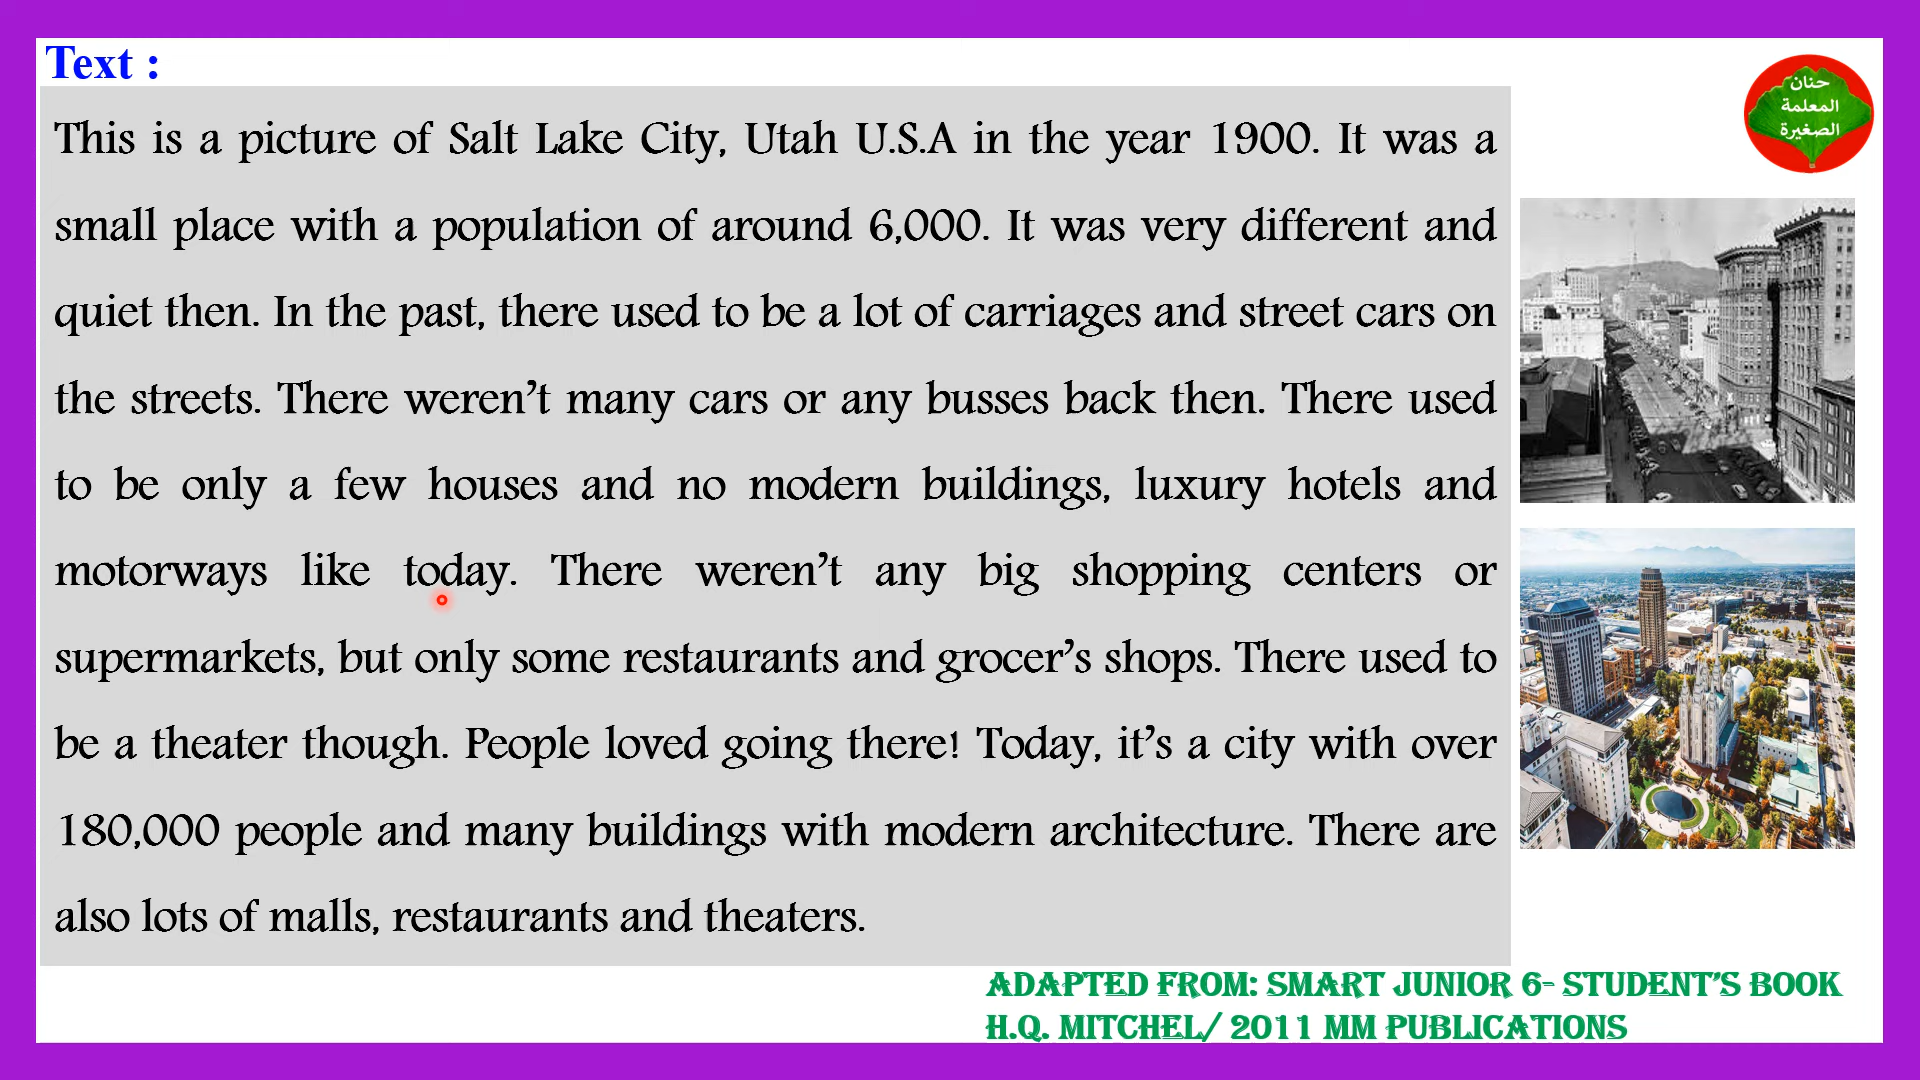 Text :
حنان
المعلمة
الصغيرة
This is a picture of Salt Lake City, Utah U.S.A in the year 1900. It was a
small place with a population of around 6,000. It was very different and
quiet then. In the past, there used to be a lot of carriages and street cars on
the streets. There weren’t many cars or any busses back then. There used
to be only a few houses and no modern buildings, luxury hotels and
motorways like today. There weren’t any big shopping centers or
supermarkets, but only some restaurants and grocer’s shops. There used to
be a theater though. People loved going there! Today, it’s a city with over
180,000 people and many buildings with modern architecture. There are
also lots of malls, restaurants and theaters.
ADAPTED FROM: SMART JUNIOR 6- STUDENT’S BOOK
H.Q. MITCHEL/ 2011 MM PUBLICATIONS